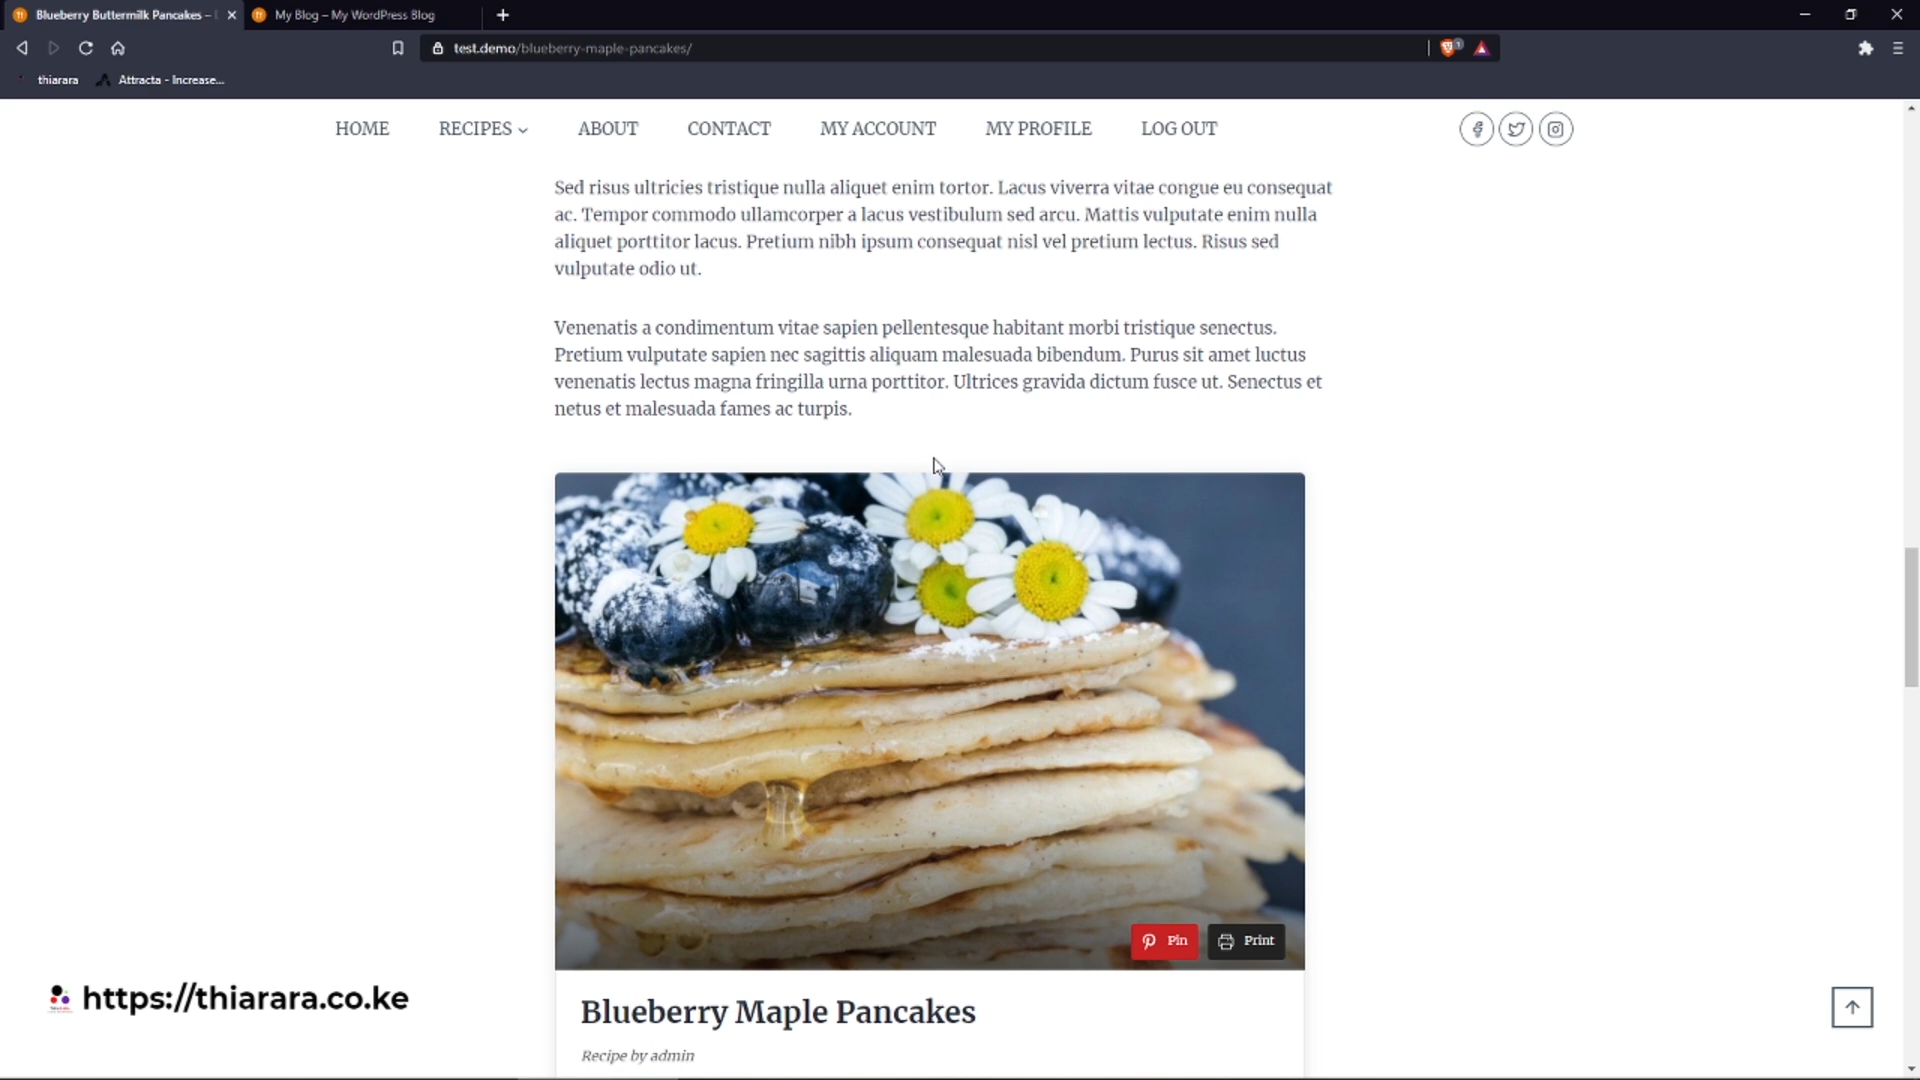 Blueberry Buttermilk Pancakes –
My Blog – My WordPress Blog
test.demo/blueberry-maple-pancakes/
thiarara
Attracta - Increase...
HOME
RECIPES
ABOUT
CONTACT
MY ACCOUNT
MY PROFILE
LOG OUT
Sed risus ultricies tristique nulla aliquet enim tortor. Lacus viverra vitae congue eu consequat
ac. Tempor commodo ullamcorper a lacus vestibulum sed arcu. Mattis vulputate enim nulla
aliquet porttitor lacus. Pretium nibh ipsum consequat nisl vel pretium lectus. Risus sed
vulputate odio ut.
Venenatis a condimentum vitae sapien pellentesque habitant morbi tristique senectus.
Pretium vulputate sapien nec sagittis aliquam malesuada bibendum. Purus sit amet luctus
venenatis lectus magna fringilla urna porttitor. Ultrices gravida dictum fusce ut. Senectus et
netus et malesuada fames ac turpis.
Pin
Print
https://thiarara.co.ke
Blueberry Maple Pancakes
Recipe by admin